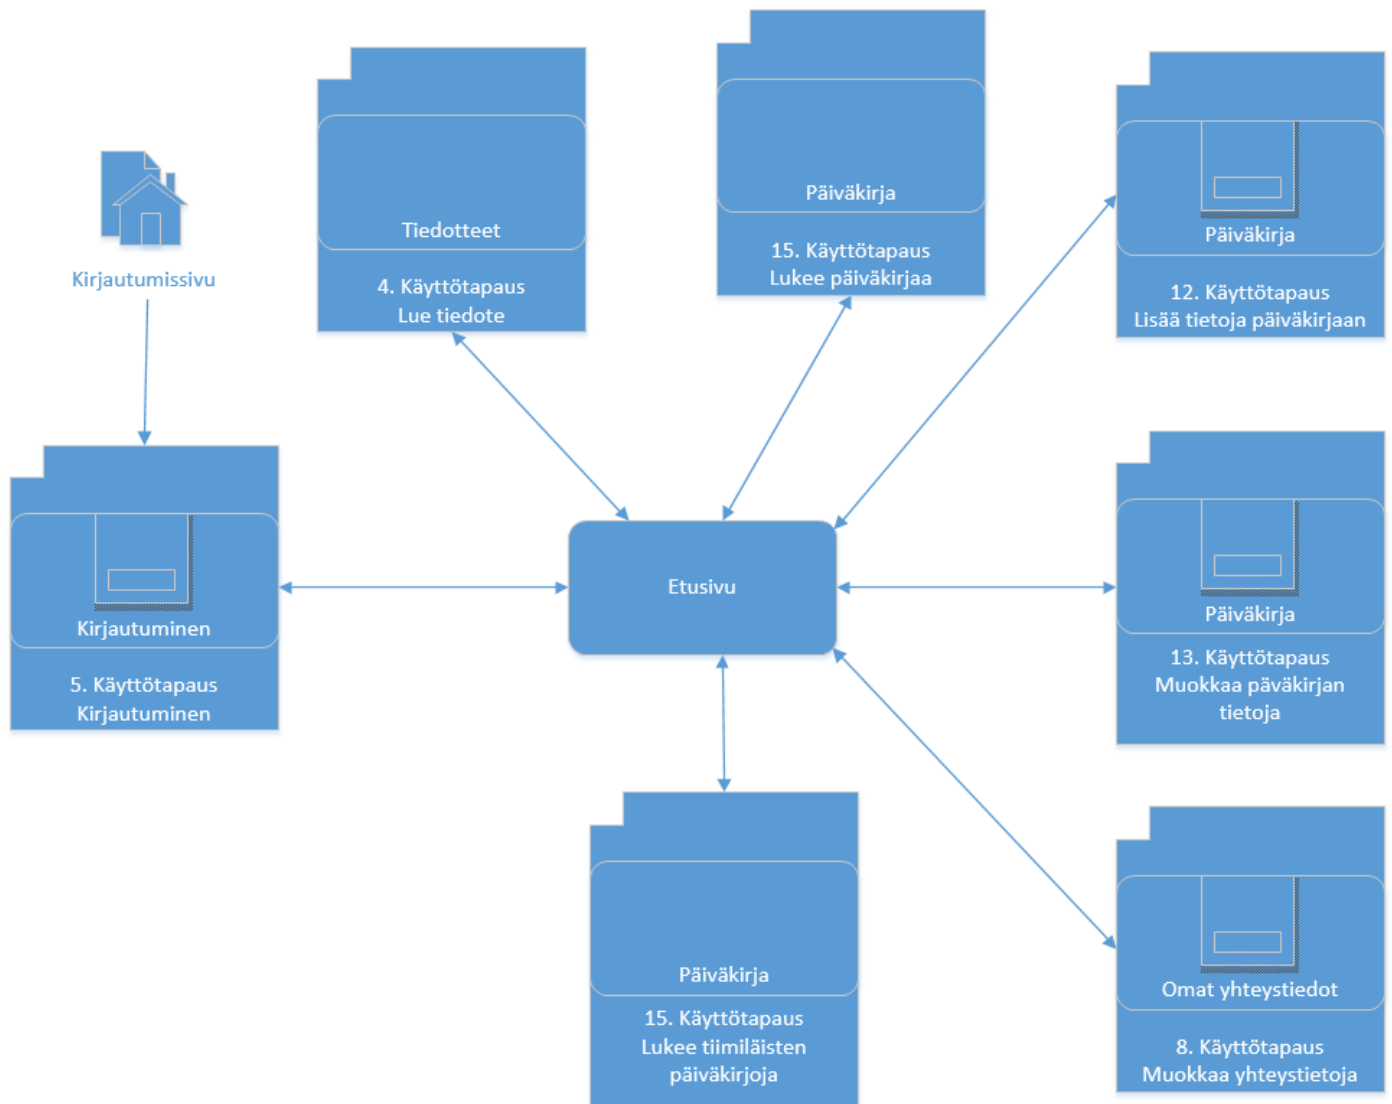 Kirjautumissivu
Tiedotteet
4. Käyttötapaus
Lue tiedote
Päiväkirja
15. Käyttötapaus
Lukee päiväkirjaa
Päiväkirja
12. Käyttötapaus
Lisää tietoja päiväkirjaan
Kirjautuminen
5. Käyttötapaus
Kirjautuminen
Etusivu
Päiväkirja
13. Käyttötapaus
Muokkaa päväkirjan
tietoja
Päiväkirja
15. Käyttötapaus
Lukee tiimiläisten
päiväkirjoja
Omat yhteystiedot
8. Käyttötapaus
Muokkaa yhteystietoja